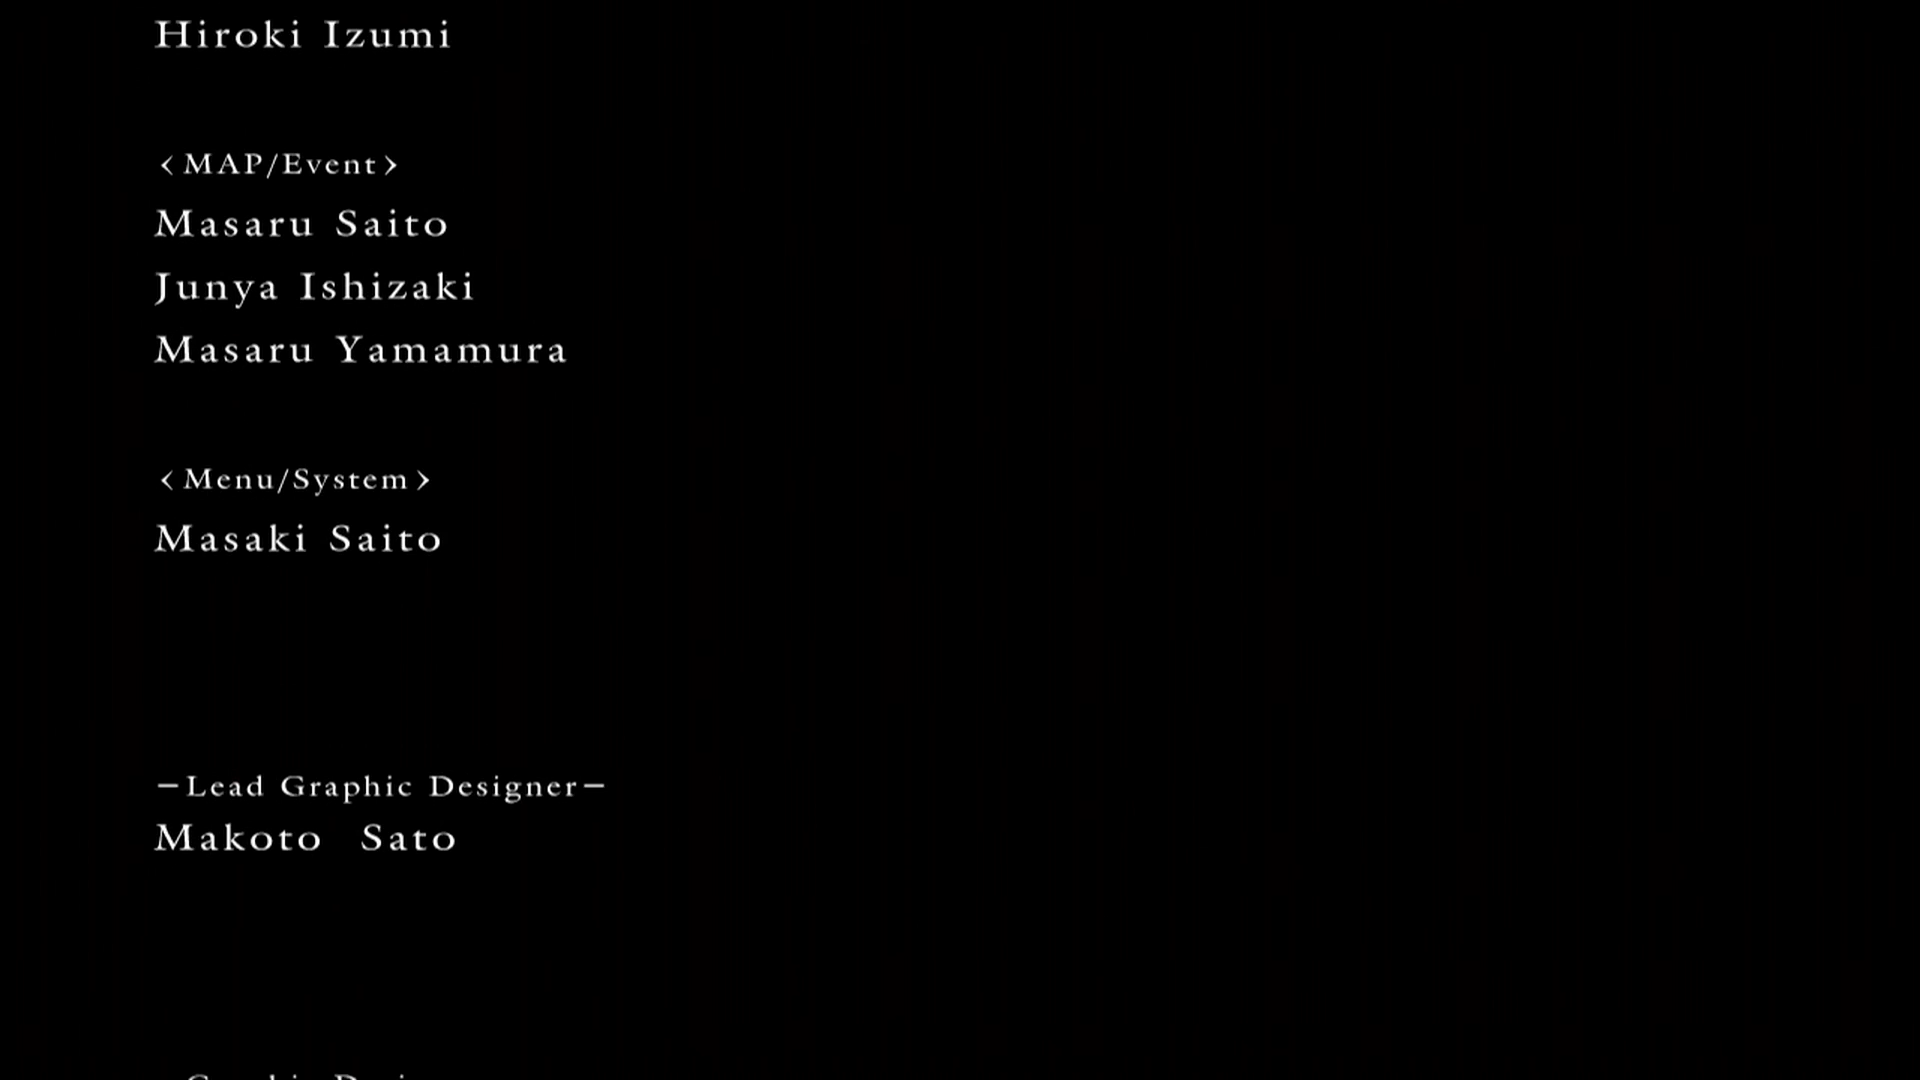 Hiroki Izumi
<MAP/Event>
Masaru Saito
Junya Ishizaki
Masaru Yamamura
<Menu/System>
Masaki Saito
—Lead Graphic Designer—
Makoto Sato